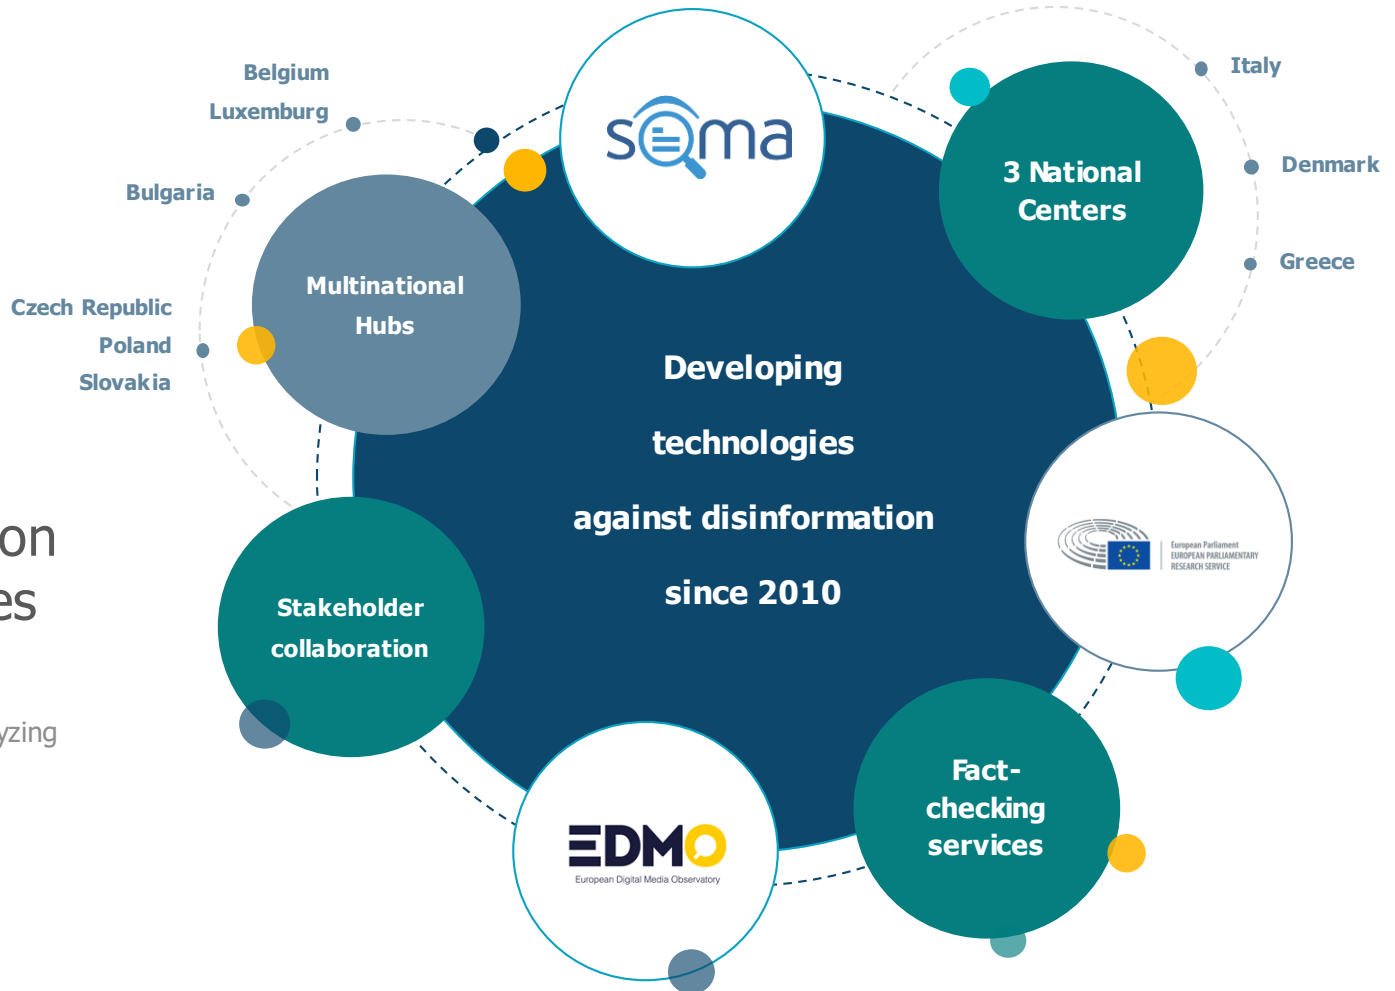 Belgium
Luxemburg
Bulgaria
Czech Republic
Poland
Slovakia
Multinational
Hubs
soma
3 National
Centers
Italy
Denmark
Greece
Developing
technologies
against disinformation
since 2010
European Parliament
EUROPEAN PARLIAMENTARY
RESEARCH SERVICE
Stakeholder
collaboration
EDMO
European Digital Media Observatory
Fact-
checking
services
on
es
yzing